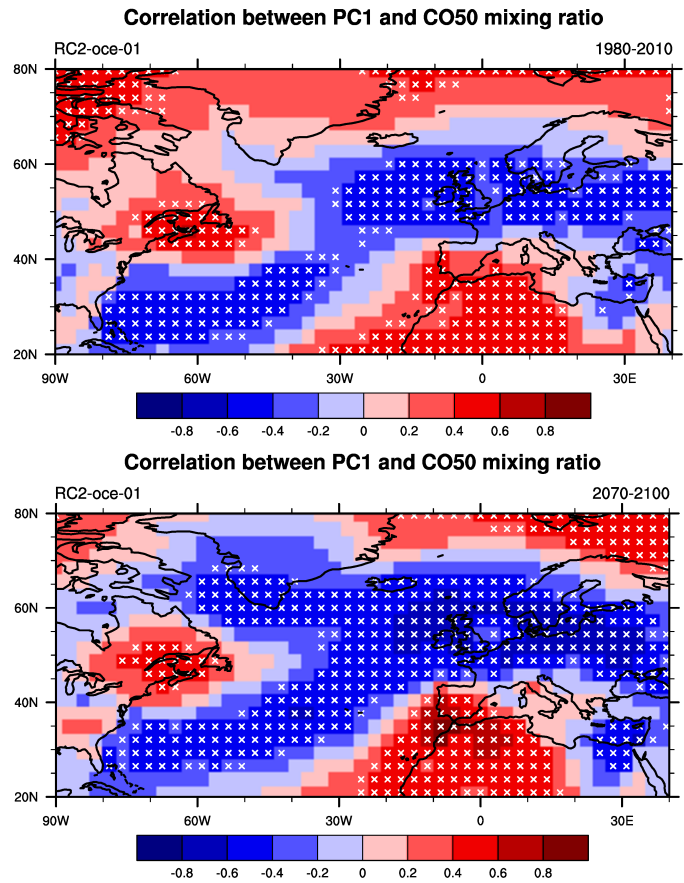 Correlation between PC1 and CO50 mixing ratio
RC2-oce-01 1980-2010
80N
60N
40N
20N
90W 60W 30W 0 30E
-0.8 -0.6 -0.4 -0.2 0 0.2 0.4 0.6 0.8
Correlation between PC1 and CO50 mixing ratio
RC2-oce-01 2070-2100
80N
60N
40N
20N
90W 60W 30W 0 30E
-0.8 -0.6 -0.4 -0.2 0 0.2 0.4 0.6 0.8